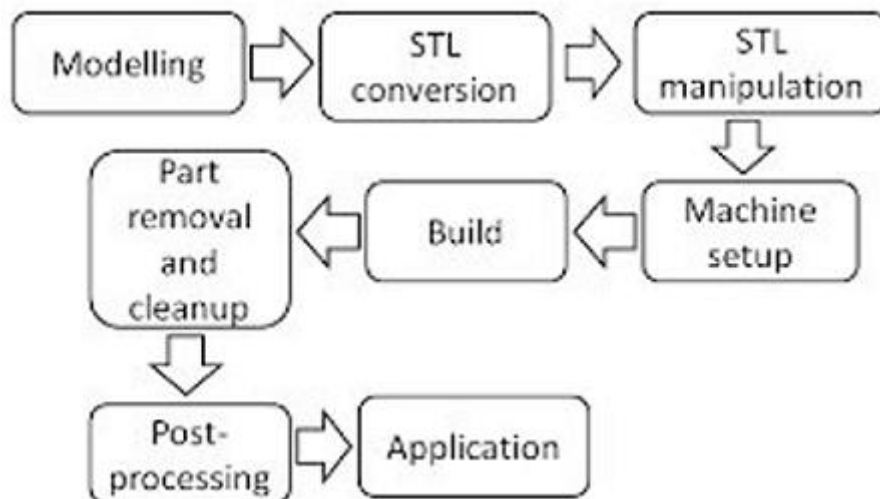 Modelling
STL
conversion
STL
manipulation
Part
removal
and
cleanup
Build
Machine
setup
Post-
processing
Application